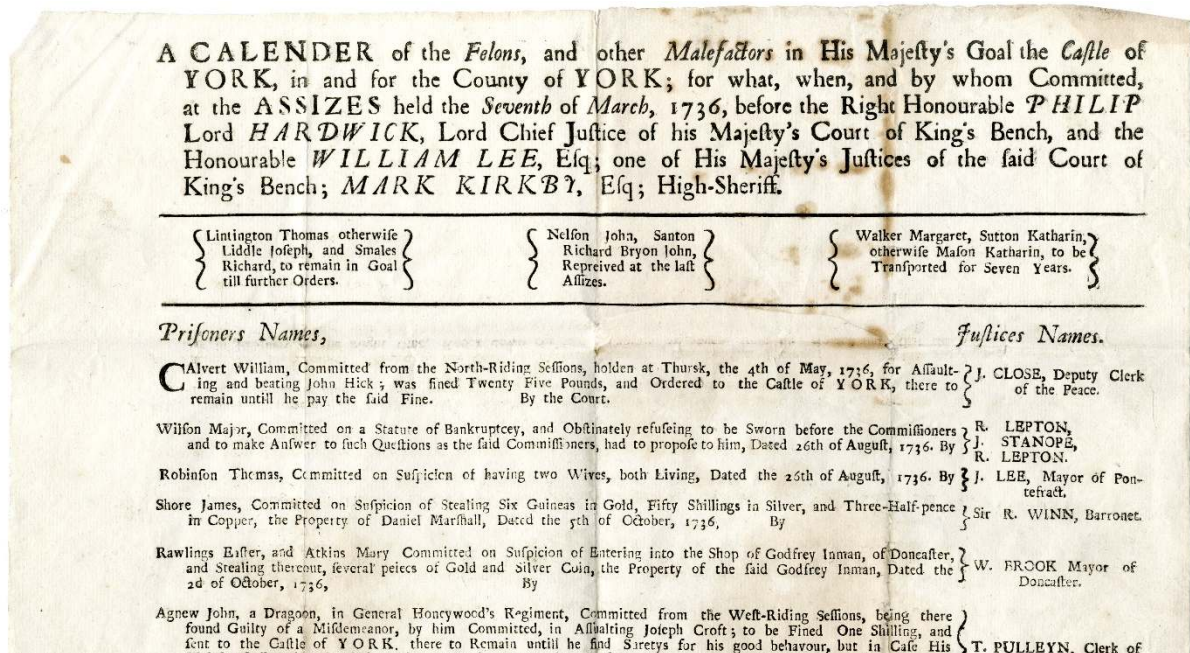 A CALENDER of the Felons, and other Malefactors in His Majeſty's Goal the Caſtle of
YORK, in and for the County of YORK; for what, when, and by whom Committed,
at the ASSIZES held the Seventh of March, 1736, before the Right Honourable PHILIP
Lord HARDWICK, Lord Chief Juſtice of his Majeſty's Court of King's Bench, and the
Honourable WILLIAM LEE, Eſq; one of His Majeſty's Juſtices of the ſaid Court of
King's Bench; MARK KIRKBY, Eſq; High-Sheriff.
Lintington Thomas otherwiſe
Liddle Joſeph, and Smales
Richard, to remain in Goal
till further Orders.
Nelſon John, Santon
Richard Bryon John,
Repreived at the laſt
Aſſizes.
Walker Margaret, Sutton Katharin,
otherwiſe Maſon Katharin, to be
Tranſported for Seven Years.
Priſoners Names,
Juſtices Names.
CAlvert William, Committed from the North-Riding Seſſions, holden at Thursk, the 4th of May, 1736, for Aſſault-
ing and beating John Hick; was fined Twenty Five Pounds, and Ordered to the Caſtle of YORK, there to
remain untill he pay the ſaid Fine. By the Court.
J. CLOSE, Deputy Clerk
of the Peace.
Wilſon Major, Committed on a Stature of Bankruptcey, and Obſtinately refuſeing to be Sworn before the Commiſſioners
and to make Anſwer to ſuch Queſtions as the ſaid Commiſſioners, had to propoſe to him, Dated 26th of Auguſt, 1736. By
R. LEPTON,
J. STANOPE,
R. LEPTON.
Robinſon Thomas, Committed on Suſpicien of having two Wives, both Living, Dated the 26th of Auguſt, 1736. By
J. LEE, Mayor of Pon-
tefract.
Shore James, Committed on Suſpicion of Stealing Six Guineas in Gold, Fifty Shillings in Silver, and Three-Half-pence
in Copper, the Property of Daniel Marſhall, Dated the 5th of October, 1736, By
Sir R. WINN, Barronet.
Rawlings Eaſter, and Atkins Mary Committed on Suſpicion of Entering into the Shop of Godfrey Inman, of Doncaſter,
and Stealing thereout, ſeveral peiecs of Gold and Silver Coin, the Property of the ſaid Godfrey Inman, Dated the
2d of October, 1736, By
W. BROOK Mayor of
Doncaſter.
Agnew John, a Dragoon, in General Honeywood's Regiment, Committed from the Weſt-Riding Seſſions, being there
found Guilty of a Miſdemeanor, by him Committed, in Aſſualting Joſeph Croft; to be Fined One Shilling, and
ſent to the Caſtle of YORK, there to Remain untill he find Suretys for his good behavour, but in Caſe His
T. PULLEYN, Clerk of